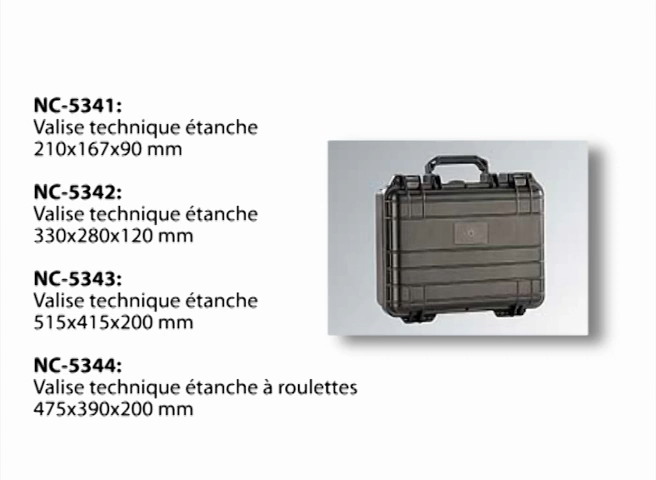 NC-5341:
Valise technique étanche
210x167x90 mm
NC-5342:
Valise technique étanche
330x280x120 mm
NC-5343:
Valise technique étanche
515x415x200 mm
NC-5344:
Valise technique étanche à roulettes
475x390x200 mm